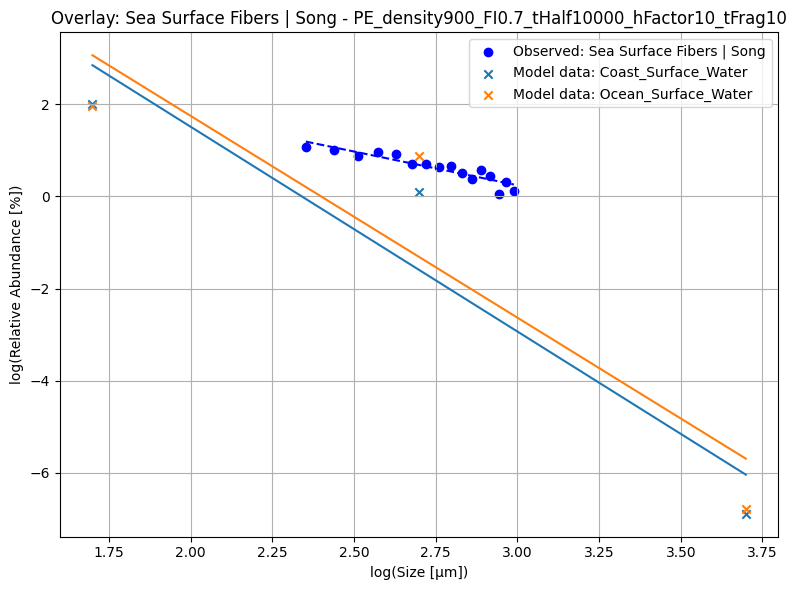 Overlay: Sea Surface Fibers | Song - PE_density900_FI0.7_tHalf10000_hFactor10_tFrag10
Observed: Sea Surface Fibers | Song
Model data: Coast_Surface_Water
Model data: Ocean_Surface_Water
log(Relative Abundance [%])
2
0
−2
−4
−6
1.75 2.00 2.25 2.50 2.75 3.00 3.25 3.50 3.75
log(Size [µm])